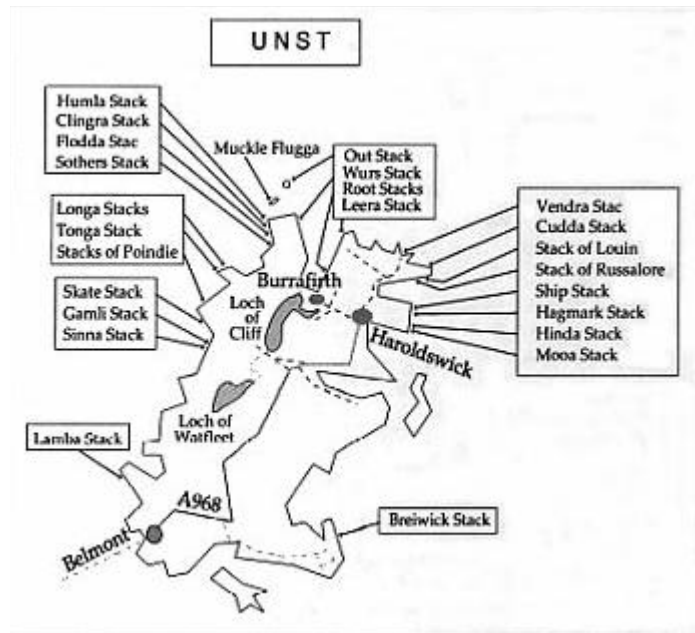 UNST
Humla Stack
Clingra Stack
Flodda Stac
Sothers Stack
Muckle Flugga
Out Stack
Wurs Stack
Root Stacks
Leera Stack
Longa Stacks
Tonga Stack
Stacks of Poindie
Vendra Stac
Cudda Stack
Stack of Louin
Stack of Russalore
Ship Stack
Hagmark Stack
Hinda Stack
Mooa Stack
Skate Stack
Gamli Stack
Sinna Stack
Burrafirth
Loch
of
Cliff
Haroldswick
Loch of
Watfleet
Lamba Stack
A968
Belmont
Breiwick Stack